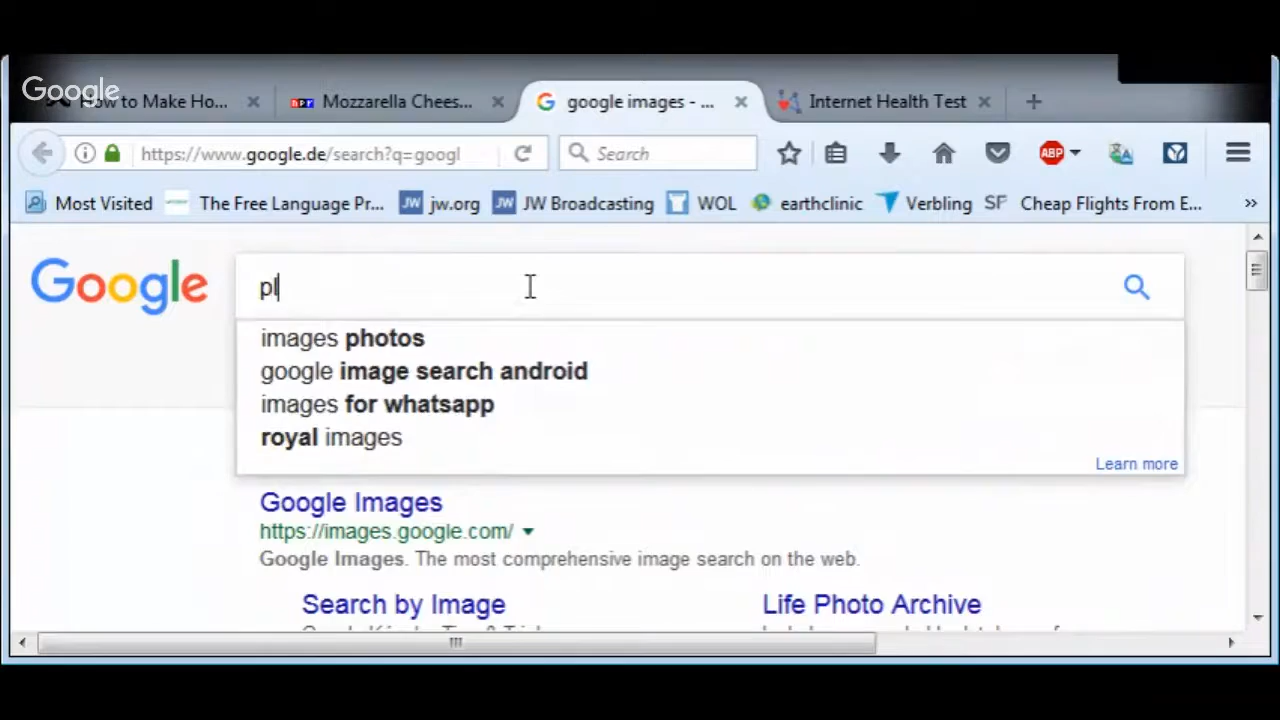 Google
How to Make Ho...
Mozzarella Chees...
google images - ...
Internet Health Test
https://www.google.de/search?q=googl
Search
ABP
Most Visited
The Free Language Pr...
JW jw.org
JW JW Broadcasting
WOL
earthclinic
Verbling
SF Cheap Flights From E...
Google
pl
images photos
google image search android
images for whatsapp
royal images
Learn more
Google Images
https://images.google.com/
Google Images. The most comprehensive image search on the web.
Search by Image
Life Photo Archive